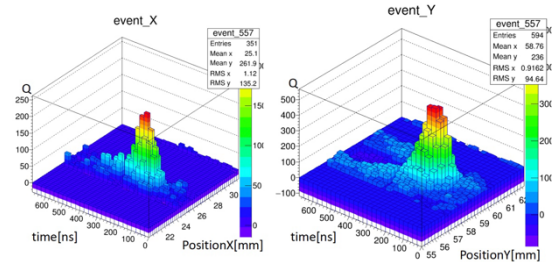 event_X
event_557
Entries 351
Mean x 25.1
Mean y 261.9
RMS x 1.12
RMS y 135.2
Q
250
200
150
100
50
0
150
100
50
0
600
500
400
300
200
100
0
22
24
26
28
30
time[ns]
PositionX[mm]
event_Y
event_557
Entries 594
Mean x 58.76
Mean y 236
RMS x 0.9162
RMS y 94.64
Q
500
400
300
200
100
0
-100
400
300
200
100
0
600
500
400
300
200
100
0
55
56
57
58
59
60
61
time[ns]
PositionY[mm]